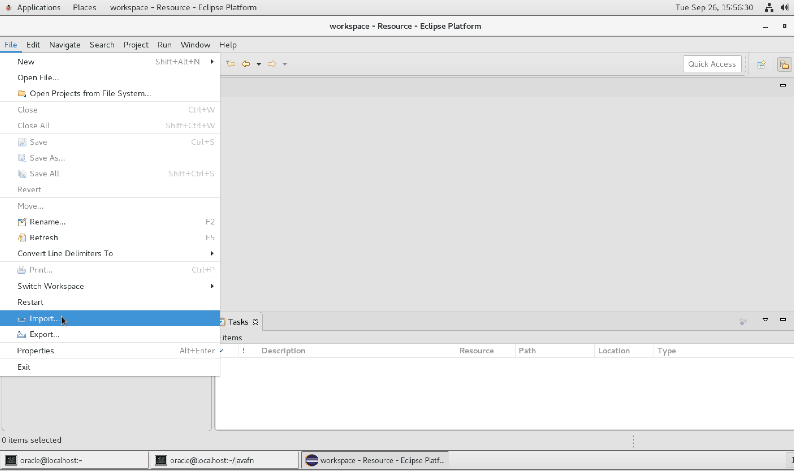 Applications Places workspace - Resource - Eclipse Platform Tue Sep 26, 15:56:30
workspace - Resource - Eclipse Platform
File Edit Navigate Search Project Run Window Help
New Shift+Alt+N
Quick Access
Open File...
Open Projects from File System...
Close Ctrl+W
Close All Shift+Ctrl+W
Save Ctrl+S
Save As...
Save All Shift+Ctrl+S
Revert
Move...
Rename... F2
Refresh F5
Convert Line Delimiters To
Print... Ctrl+P
Switch Workspace
Restart
Import...
Tasks
Export...
items
Properties Alt+Enter
! Description Resource Path Location Type
Exit
0 items selected
oracle@localhost:~ oracle@localhost:~/javafn workspace - Resource - Eclipse Platf...